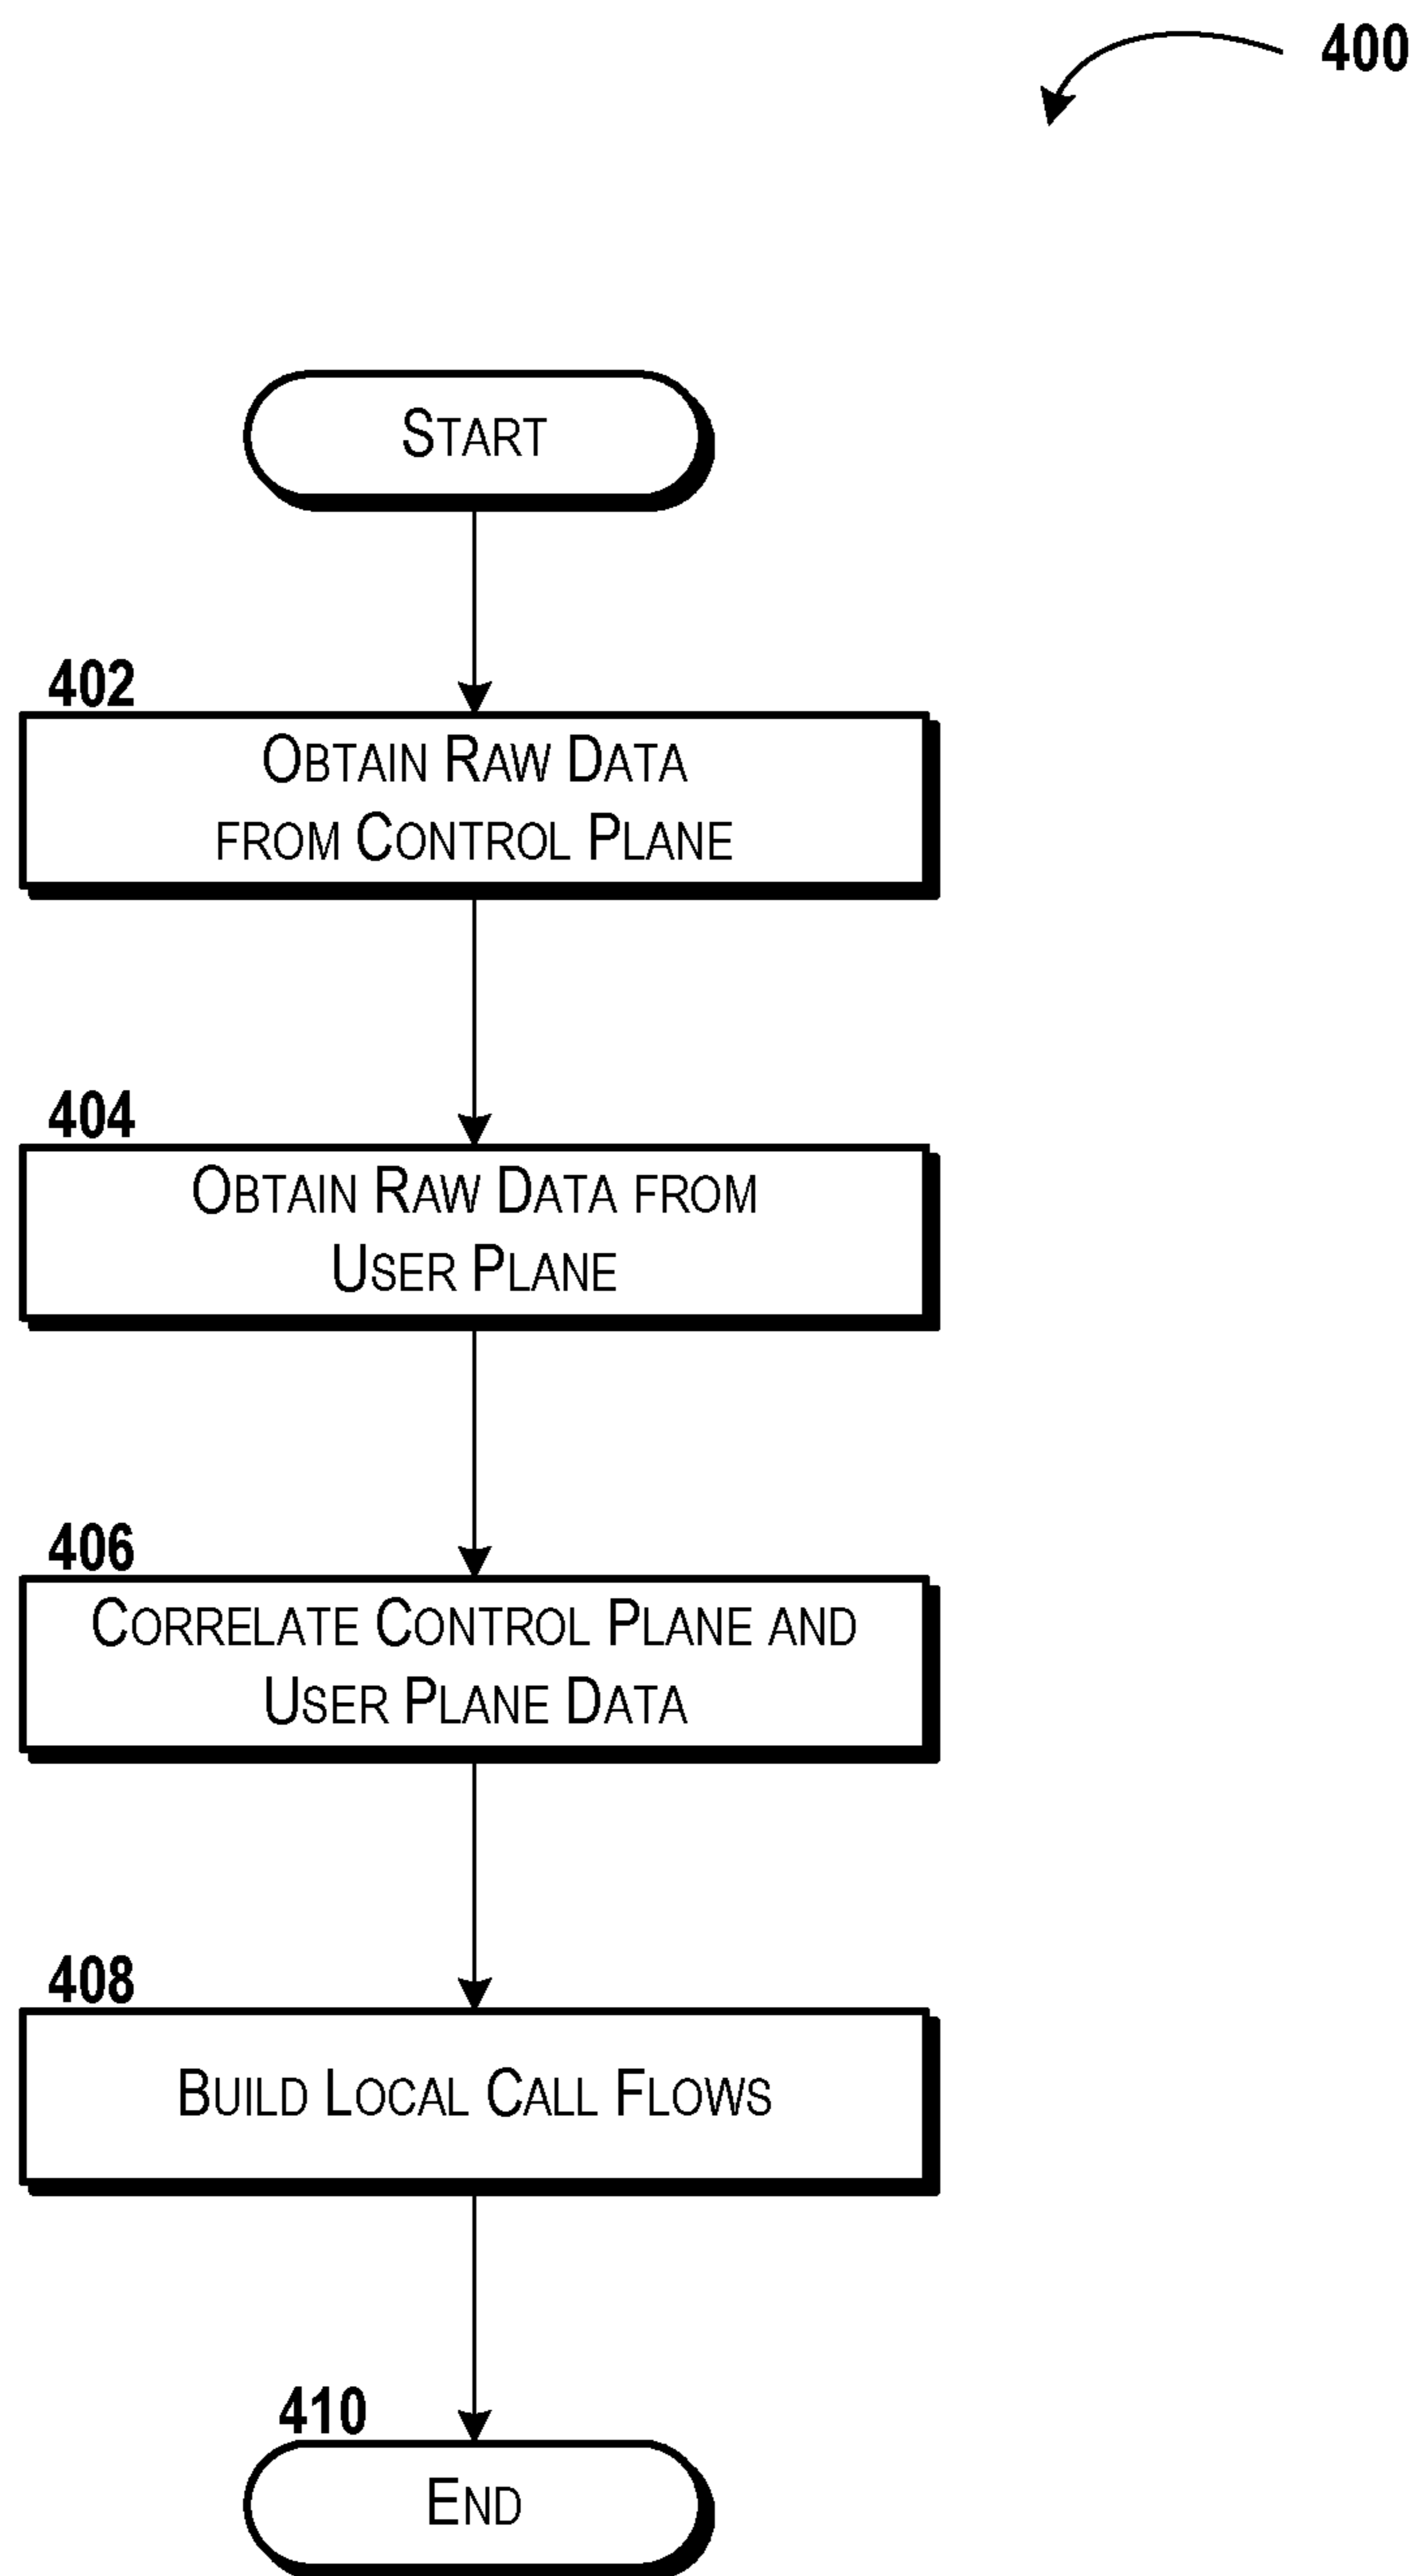 400
START
402
OBTAIN RAW DATA
FROM CONTROL PLANE
404
OBTAIN RAW DATA FROM
USER PLANE
406
CORRELATE CONTROL PLANE AND
USER PLANE DATA
408
BUILD LOCAL CALL FLOWS
410
END